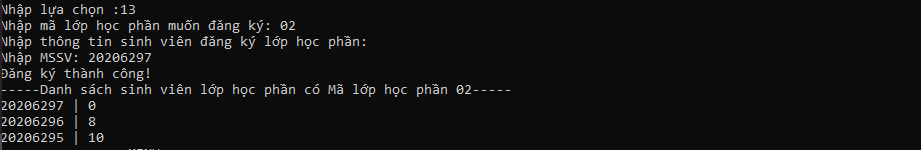 Nhập lựa chọn :13
Nhập mã lớp học phần muốn đăng ký: 02
Nhập thông tin sinh viên đăng ký lớp học phần:
Nhập MSSV: 20206297
Đăng ký thành công!
-----Danh sách sinh viên lớp học phần có Mã lớp học phần 02-----
20206297 | 0
20206296 | 8
20206295 | 10